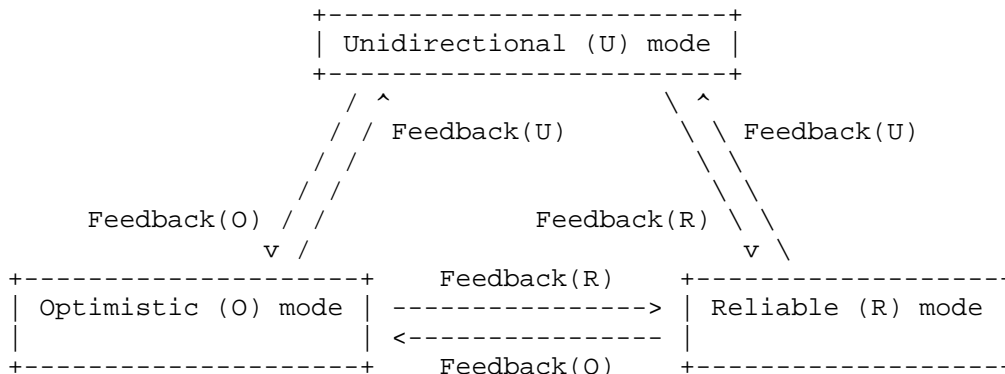 Unidirectional (U) mode
Feedback(U) Feedback(U)
Feedback(O) Feedback(R)
Feedback(R)
Optimistic (O) mode Reliable (R) mode
Feedback(O)